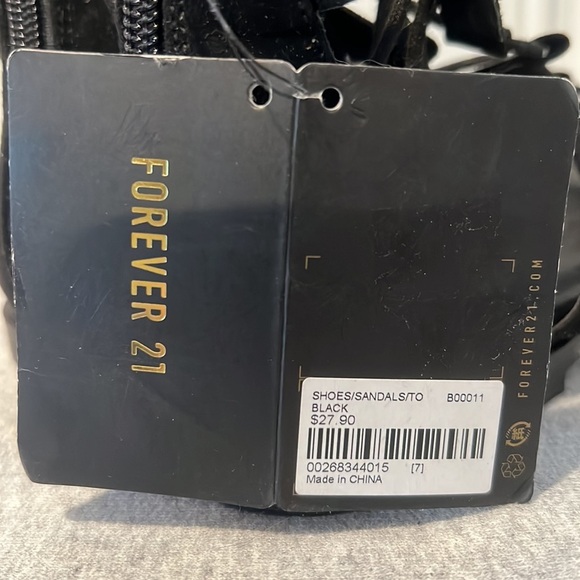 FOREVER 21
FOREVER21.COM
SHOES/SANDALS/TO B00011
BLACK
$27.90
00268344015 [7]
Made in CHINA